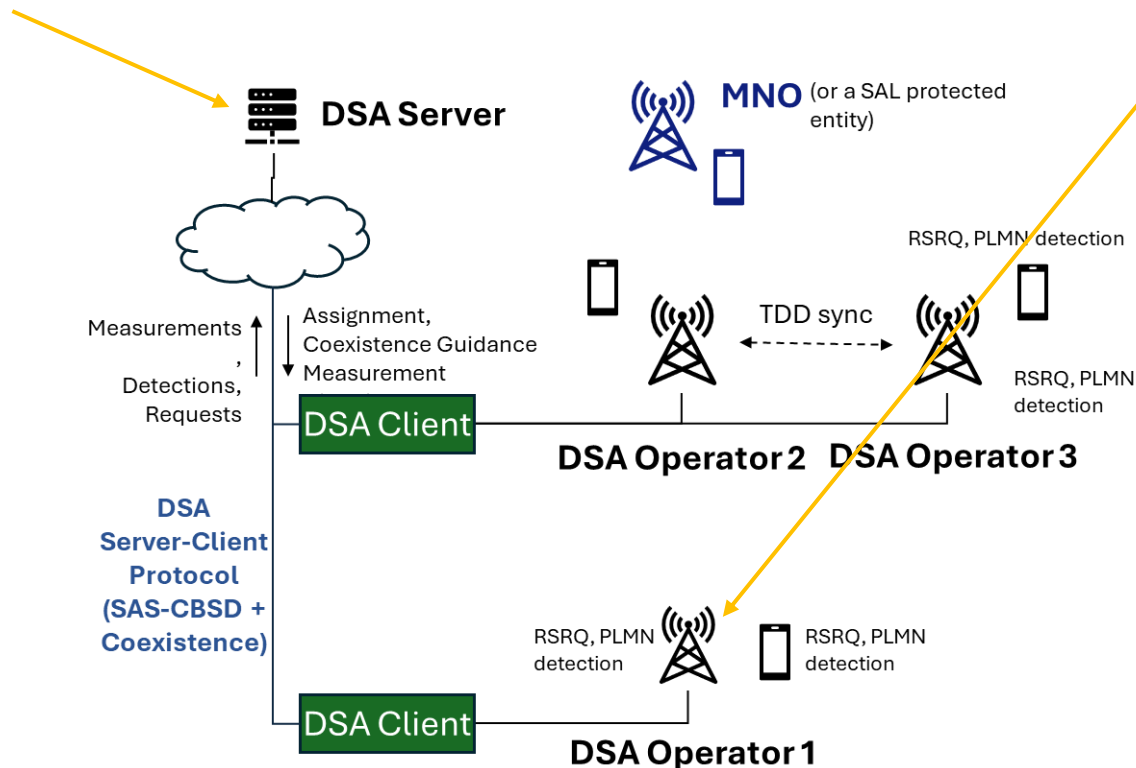 DSA Server
MNO (or a SAL protected
entity)
RSRQ, PLMN detection
Measurements
,
Detections,
Requests
Assignment,
Coexistence Guidance
Measurement
TDD sync
RSRQ, PLMN
detection
DSA Client
DSA Operator 2
DSA Operator 3
DSA
Server-Client
Protocol
(SAS-CBSD +
Coexistence)
RSRQ, PLMN
detection
RSRQ, PLMN
detection
DSA Client
DSA Operator 1